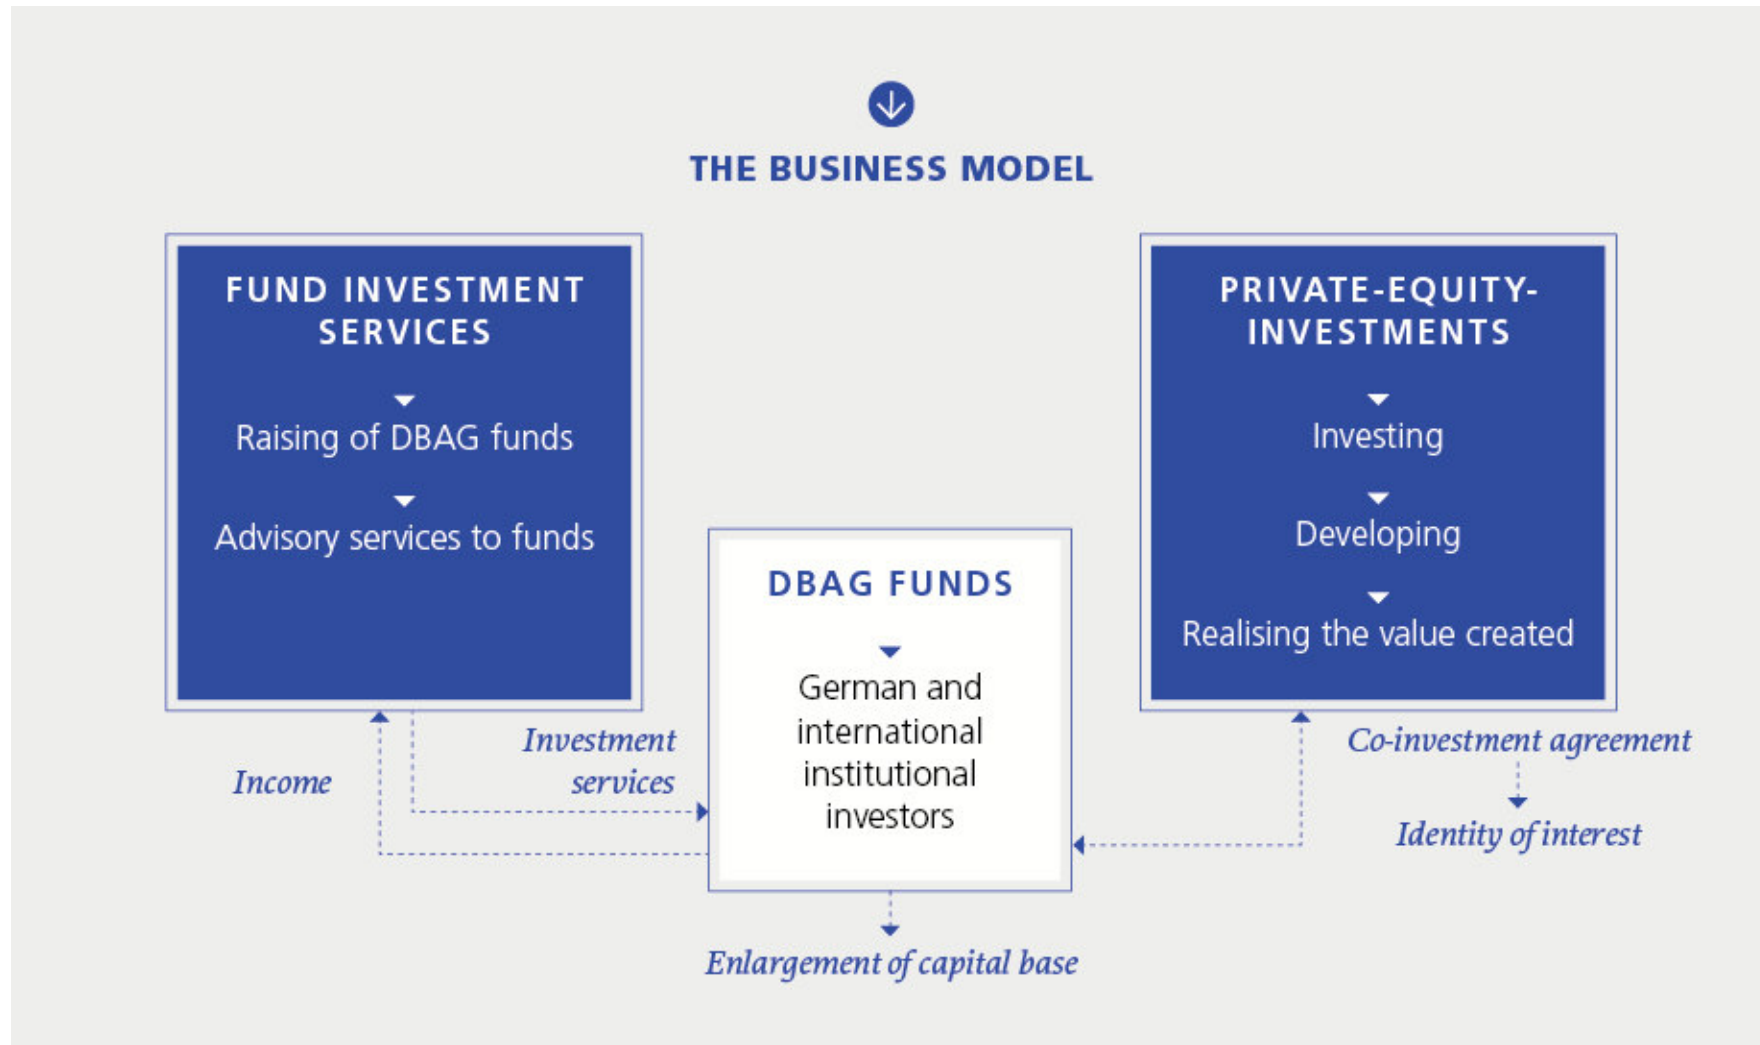 THE BUSINESS MODEL
FUND INVESTMENT
SERVICES
Raising of DBAG funds
Advisory services to funds
PRIVATE-EQUITY-
INVESTMENTS
Investing
Developing
Realising the value created
DBAG FUNDS
German and
international
institutional
investors
Income
Investment
services
Co-investment agreement
Identity of interest
Enlargement of capital base